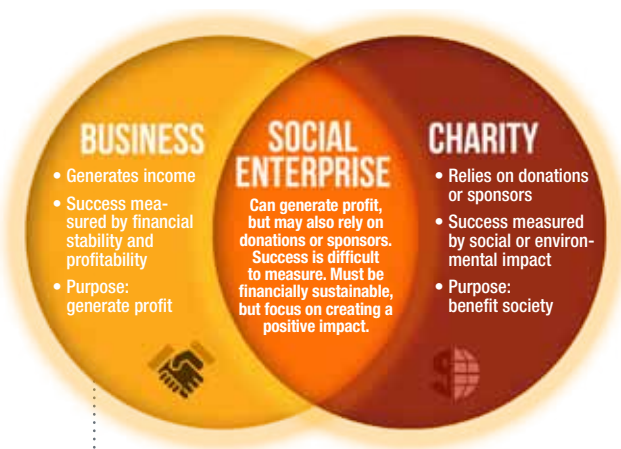 BUSINESS
• Generates income
• Success mea-
sured by financial
stability and
profitability
• Purpose:
generate profit
SOCIAL
ENTERPRISE
Can generate profit,
but may also rely on
donations or sponsors.
Success is difficult
to measure. Must be
financially sustainable,
but focus on creating a
positive impact.
CHARITY
• Relies on donations
or sponsors
• Success measured
by social or environ-
mental impact
• Purpose:
benefit society